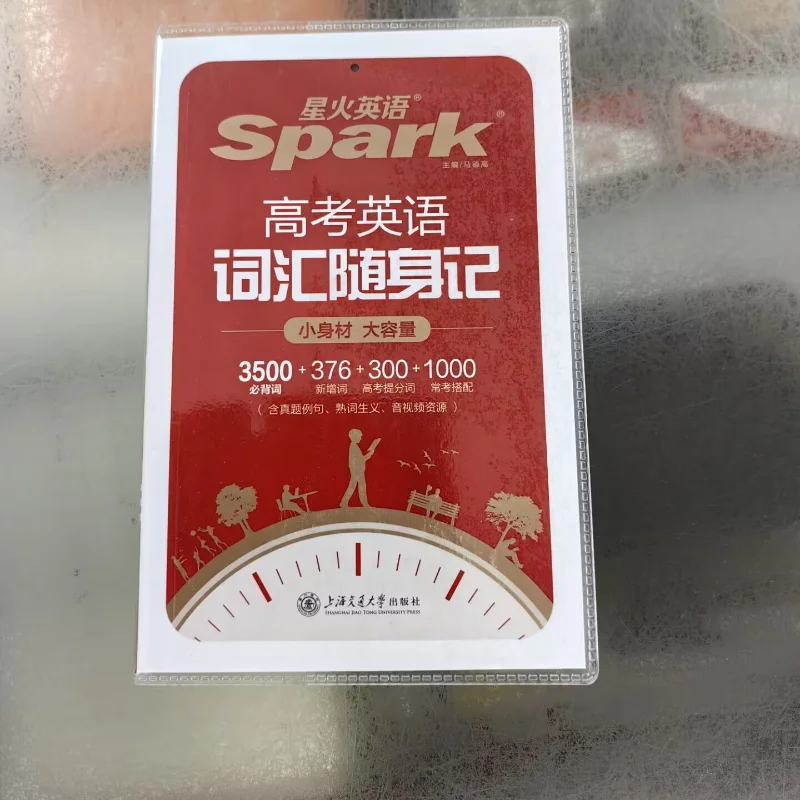 星火英语®
Spark®
主编/马德高
高考英语
词汇随身记
小身材 大容量
3500 + 376 + 300 + 1000
必背词 新增词 高考提分词 常考搭配
（ 含真题例句、熟词生义、音视频资源 ）
上海交通大学出版社
SHANGHAI JIAO TONG UNIVERSITY PRESS